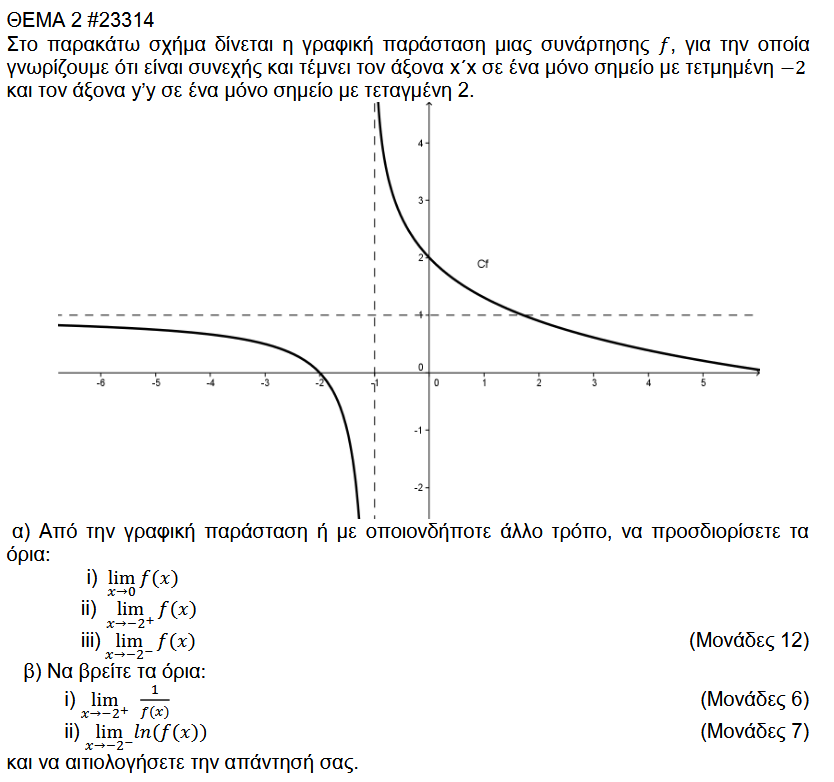 ΘΕΜΑ 2 #23314
Στο παρακάτω σχήμα δίνεται η γραφική παράσταση μιας συνάρτησης 𝑓, για την οποία
γνωρίζουμε ότι είναι συνεχής και τέμνει τον άξονα x΄x σε ένα μόνο σημείο με τετμημένη −2
και τον άξονα y’y σε ένα μόνο σημείο με τεταγμένη 2.
4
3
Cf
2
1
0
-6 -5 -4 -3 -2 -1 0 1 2 3 4 5
-1
-2
α) Από την γραφική παράσταση ή με οποιονδήποτε άλλο τρόπο, να προσδιορίσετε τα
όρια:
i) lim 𝑓(𝑥)
𝑥→0
ii) lim 𝑓(𝑥)
𝑥→−2⁺
iii) lim 𝑓(𝑥) (Μονάδες 12)
𝑥→−2⁻
β) Να βρείτε τα όρια:
i) lim 1/𝑓(𝑥) (Μονάδες 6)
𝑥→−2⁺
ii) lim 𝑙𝑛(𝑓(𝑥)) (Μονάδες 7)
𝑥→−2⁻
και να αιτιολογήσετε την απάντησή σας.